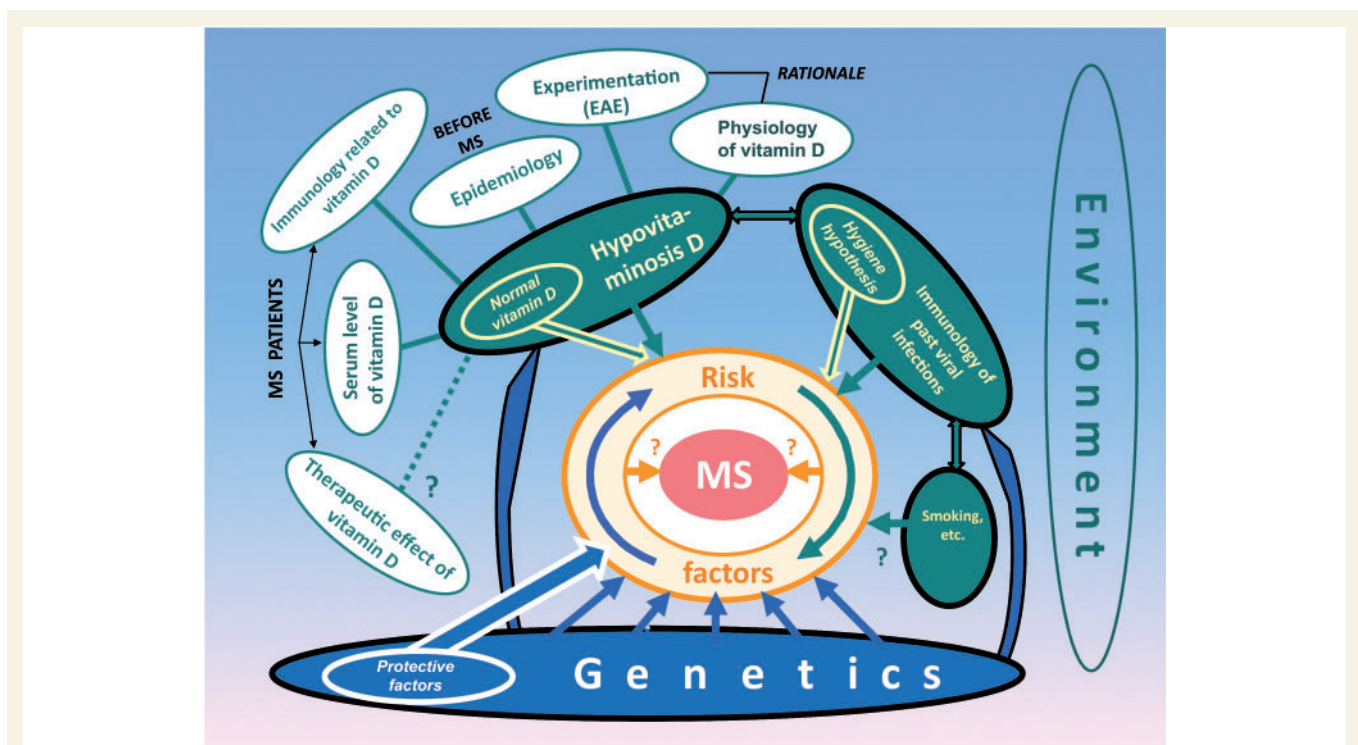 Experimentation
(EAE)
RATIONALE
Physiology
of vitamin D
BEFORE
MS
Epidemiology
Immunology related to
vitamin D
MS PATIENTS
Serum level
of vitamin D
Therapeutic effect of
vitamin D
?
Hypovita-
minosis D
Normal
vitamin D
Hygiene
hypothesis
Immunology of
past viral
infections
Smoking,
etc.
?
Risk
?
MS
?
factors
Protective
factors
Genetics
Environment